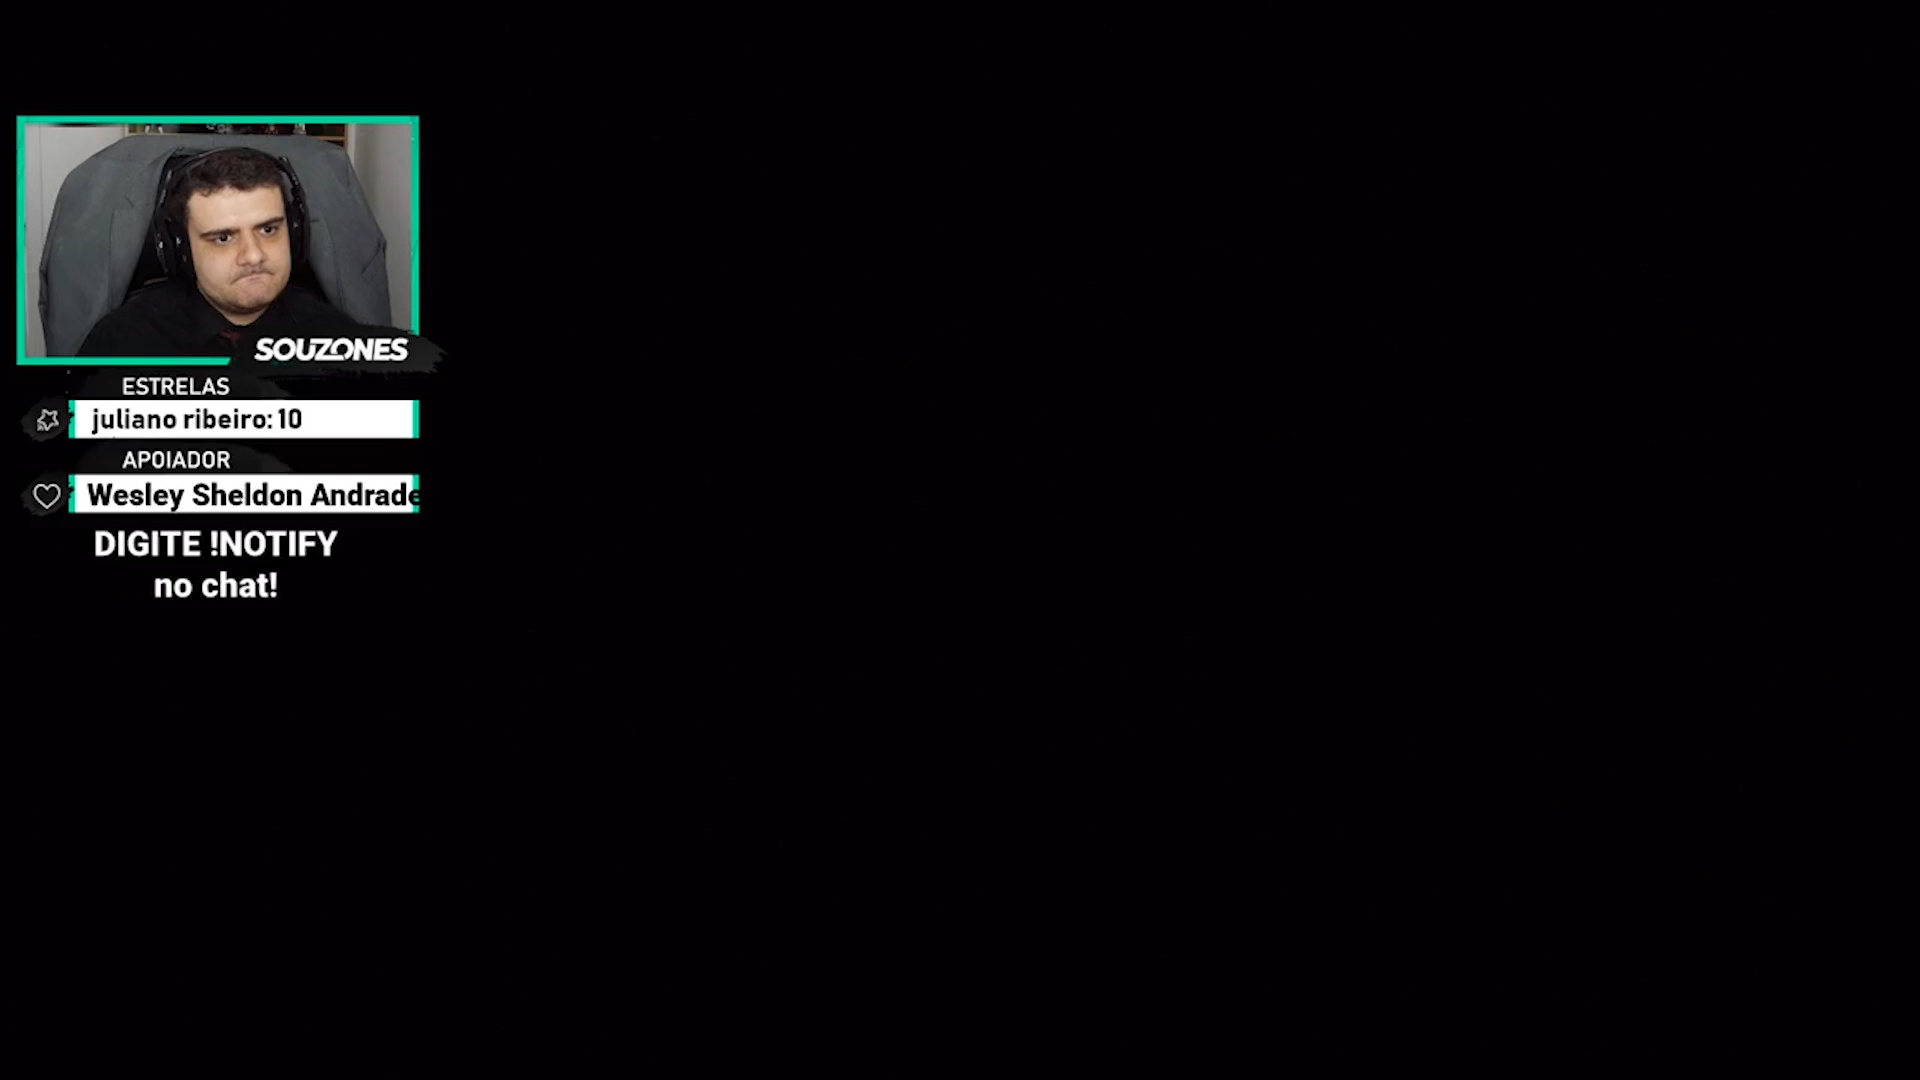 SOUZONES
ESTRELAS
juliano ribeiro: 10
APOIADOR
Wesley Sheldon Andrade
DIGITE !NOTIFY
no chat!